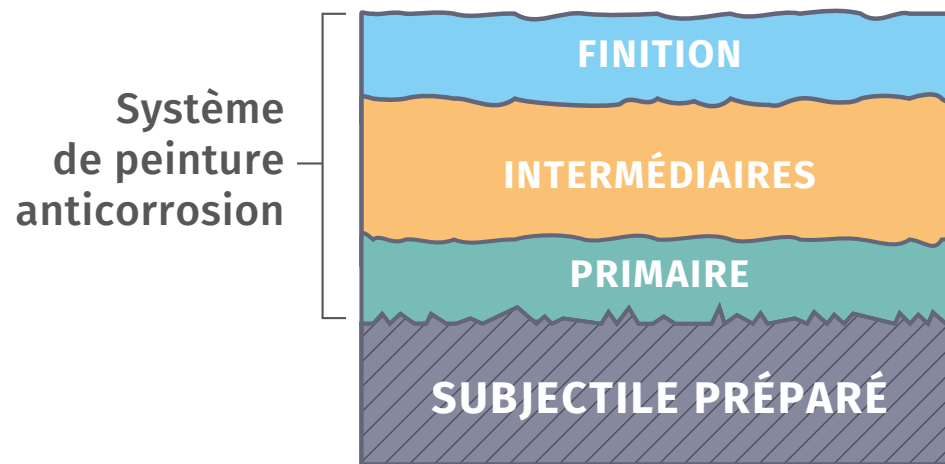 Système
de peinture
anticorrosion
FINITION
INTERMÉDIAIRES
PRIMAIRE
SUBJECTILE PRÉPARÉ